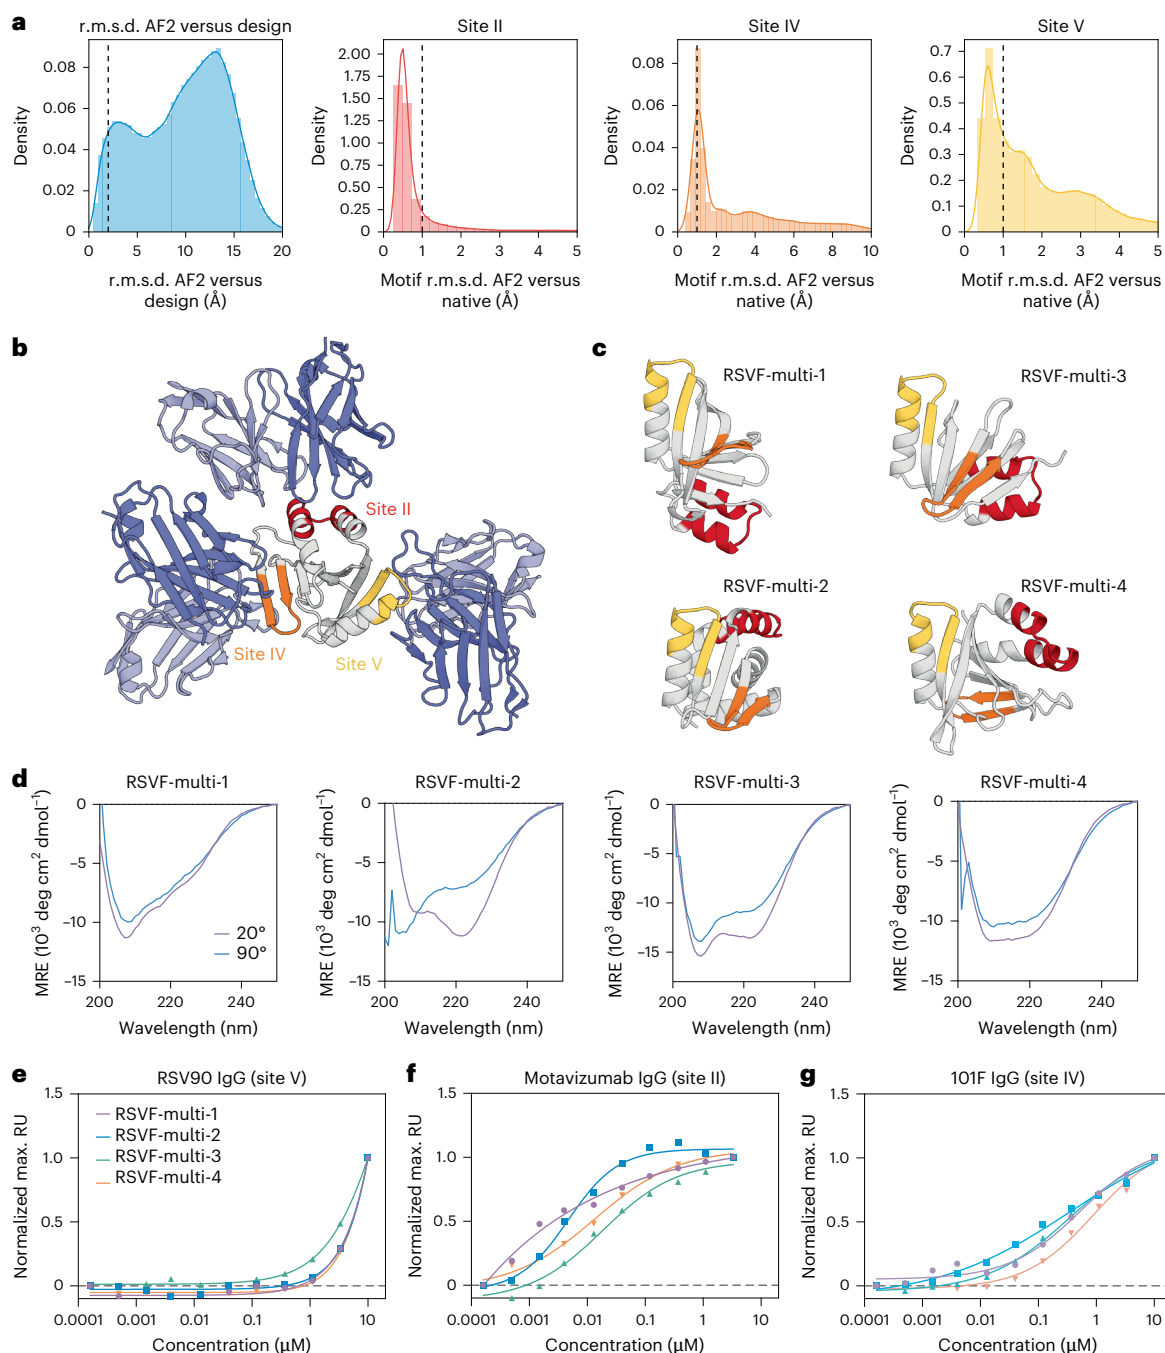 a
r.m.s.d. AF2 versus design
Density
0.08
0.06
0.04
0.02
0
0 5 10 15 20
r.m.s.d. AF2 versus
design (Å)
Site II
Density
2.00
1.75
1.50
1.25
1.00
0.75
0.50
0.25
0
0 1 2 3 4 5
Motif r.m.s.d. AF2 versus
native (Å)
Site IV
Density
0.08
0.06
0.04
0.02
0
0 2 4 6 8 10
Motif r.m.s.d. AF2 versus
native (Å)
Site V
Density
0.7
0.6
0.5
0.4
0.3
0.2
0.1
0
0 1 2 3 4 5
Motif r.m.s.d. AF2 versus
native (Å)
b
Site II
Site IV
Site V
c
RSVF-multi-1
RSVF-multi-3
RSVF-multi-2
RSVF-multi-4
d
RSVF-multi-1
MRE (10³ deg cm² dmol⁻¹)
0
−5
−10
−15
20°
90°
200 220 240
Wavelength (nm)
RSVF-multi-2
MRE (10³ deg cm² dmol⁻¹)
0
−5
−10
−15
200 220 240
Wavelength (nm)
RSVF-multi-3
MRE (10³ deg cm² dmol⁻¹)
0
−5
−10
−15
200 220 240
Wavelength (nm)
RSVF-multi-4
MRE (10³ deg cm² dmol⁻¹)
0
−5
−10
−15
200 220 240
Wavelength (nm)
e
RSV90 IgG (site V)
Normalized max. RU
1.5
1.0
0.5
0
RSVF-multi-1
RSVF-multi-2
RSVF-multi-3
RSVF-multi-4
0.0001 0.001 0.01 0.1 1 10
Concentration (μM)
f
Motavizumab IgG (site II)
Normalized max. RU
1.5
1.0
0.5
0
0.0001 0.001 0.01 0.1 1 10
Concentration (μM)
g
101F IgG (site IV)
Normalized max. RU
1.5
1.0
0.5
0
0.0001 0.001 0.01 0.1 1 10
Concentration (μM)